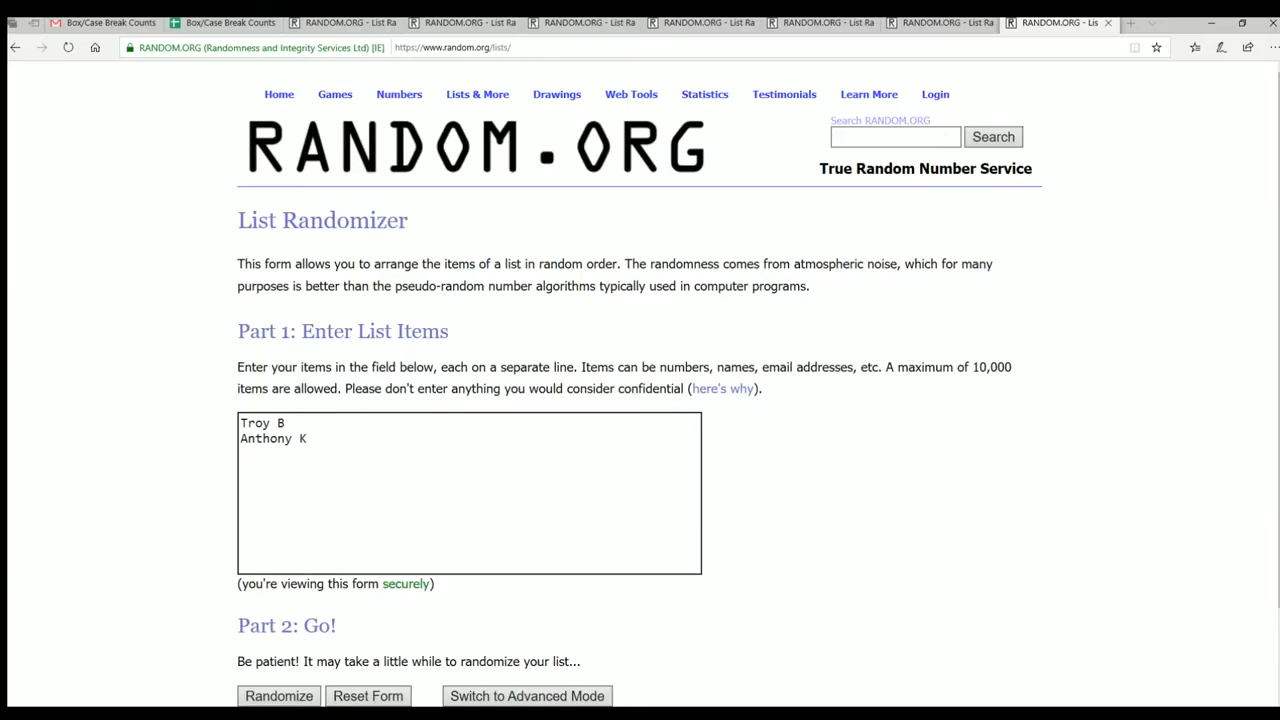 Box/Case Break Counts Box/Case Break Counts RANDOM.ORG - List Ra RANDOM.ORG - List Ra RANDOM.ORG - List Ra RANDOM.ORG - List Ra RANDOM.ORG - List Ra RANDOM.ORG - List Ra RANDOM.ORG - Lis
RANDOM.ORG (Randomness and Integrity Services Ltd) [IE] https://www.random.org/lists/
Home Games Numbers Lists & More Drawings Web Tools Statistics Testimonials Learn More Login
RANDOM.ORG
Search RANDOM.ORG
Search
True Random Number Service
List Randomizer
This form allows you to arrange the items of a list in random order. The randomness comes from atmospheric noise, which for many
purposes is better than the pseudo-random number algorithms typically used in computer programs.
Part 1: Enter List Items
Enter your items in the field below, each on a separate line. Items can be numbers, names, email addresses, etc. A maximum of 10,000
items are allowed. Please don't enter anything you would consider confidential (here's why).
Troy B
Anthony K
(you're viewing this form securely)
Part 2: Go!
Be patient! It may take a little while to randomize your list...
Randomize Reset Form Switch to Advanced Mode